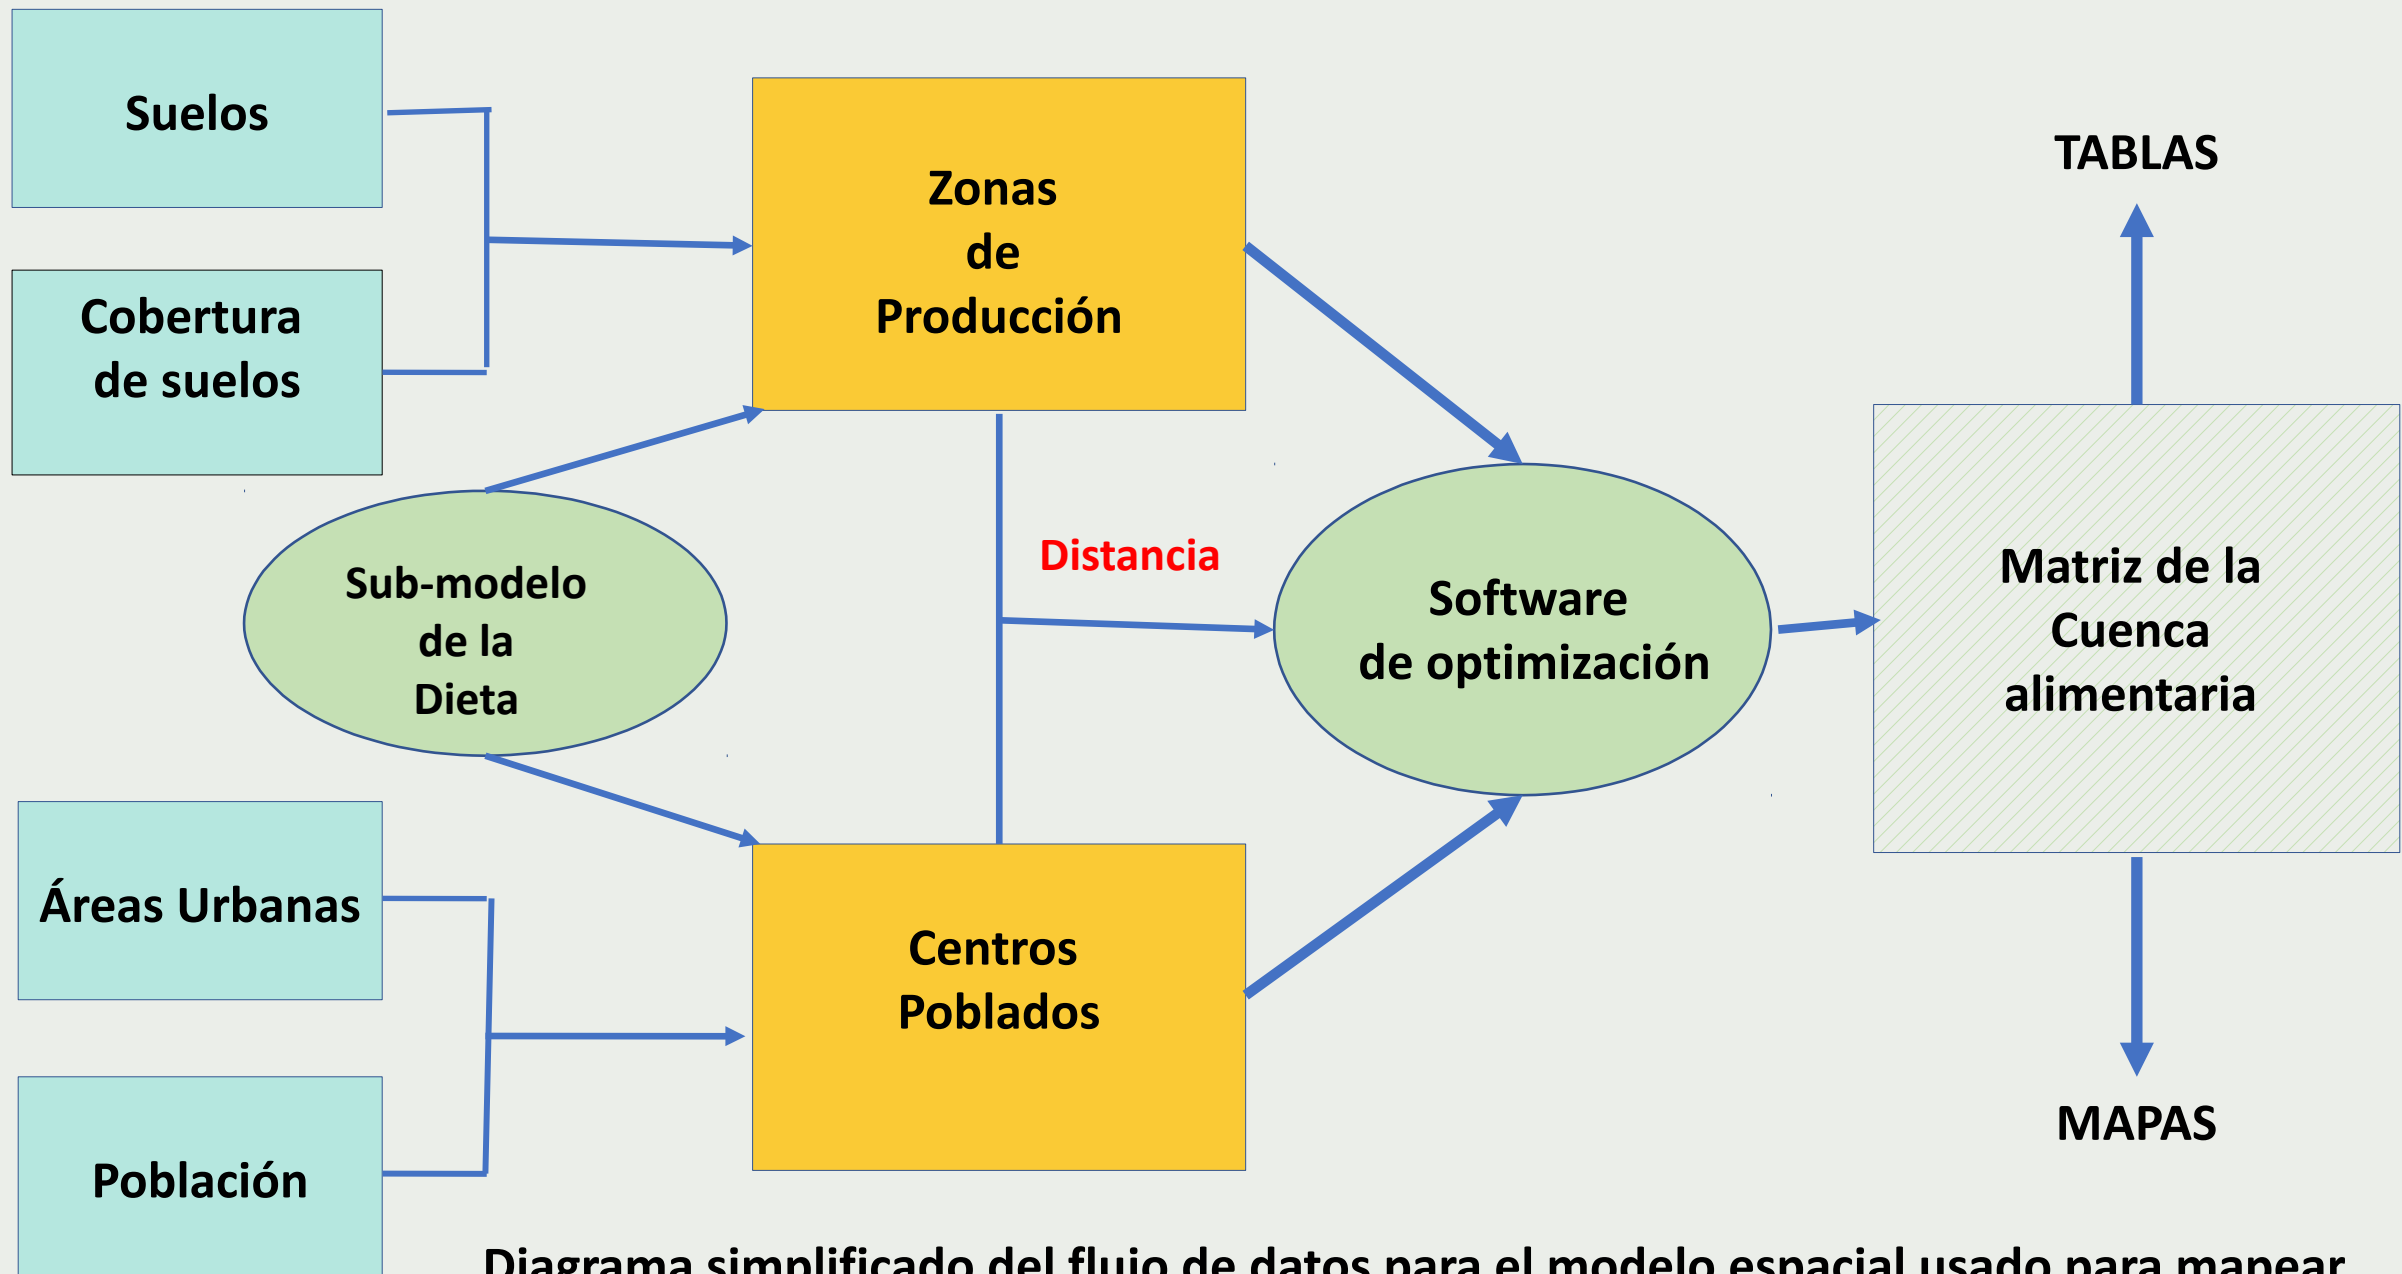 Suelos
Cobertura
de suelos
Sub-modelo
de la
Dieta
Áreas Urbanas
Población
Zonas
de
Producción
Distancia
Centros
Poblados
Software
de optimización
TABLAS
Matriz de la
Cuenca
alimentaria
MAPAS
Diagrama simplificado del flujo de datos para el modelo espacial usado para mapear